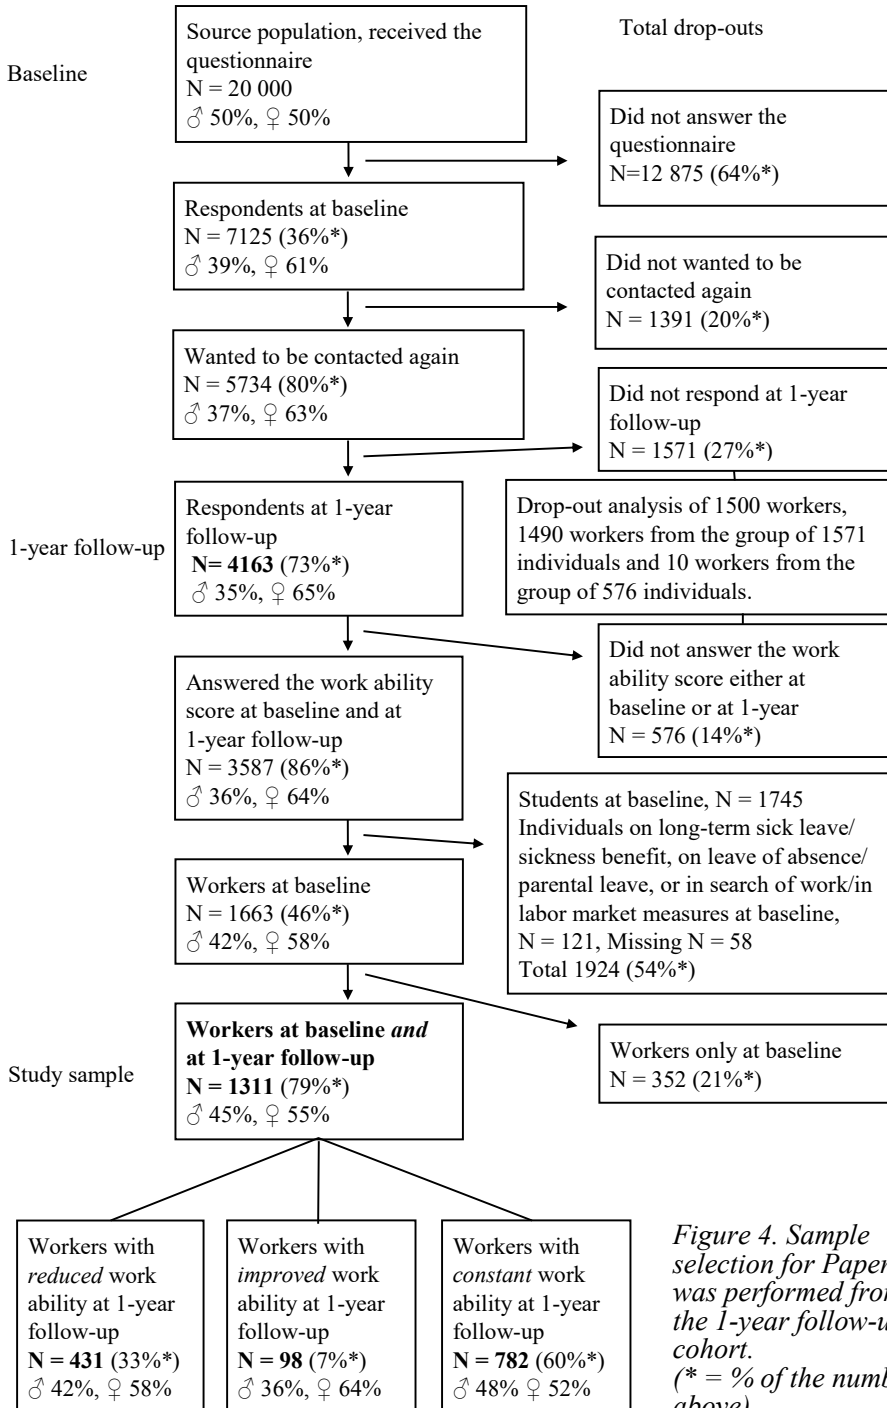 Total drop-outs
Baseline
Source population, received the
questionnaire
N = 20 000
♂ 50%, ♀ 50%
Did not answer the
questionnaire
N=12 875 (64%*)
Respondents at baseline
N = 7125 (36%*)
♂ 39%, ♀ 61%
Did not wanted to be
contacted again
N = 1391 (20%*)
Wanted to be contacted again
N = 5734 (80%*)
♂ 37%, ♀ 63%
Did not respond at 1-year
follow-up
N = 1571 (27%*)
1-year follow-up
Respondents at 1-year
follow-up
N= 4163 (73%*)
♂ 35%, ♀ 65%
Drop-out analysis of 1500 workers,
1490 workers from the group of 1571
individuals and 10 workers from the
group of 576 individuals.
Did not answer the work
ability score either at
baseline or at 1-year
N = 576 (14%*)
Answered the work ability
score at baseline and at
1-year follow-up
N = 3587 (86%*)
♂ 36%, ♀ 64%
Students at baseline, N = 1745
Individuals on long-term sick leave/
sickness benefit, on leave of absence/
parental leave, or in search of work/in
labor market measures at baseline,
N = 121, Missing N = 58
Total 1924 (54%*)
Workers at baseline
N = 1663 (46%*)
♂ 42%, ♀ 58%
Workers only at baseline
N = 352 (21%*)
Study sample
Workers at baseline and
at 1-year follow-up
N = 1311 (79%*)
♂ 45%, ♀ 55%
Workers with
reduced work
ability at 1-year
follow-up
N = 431 (33%*)
♂ 42%, ♀ 58%
Workers with
improved work
ability at 1-year
follow-up
N = 98 (7%*)
♂ 36%, ♀ 64%
Workers with
constant work
ability at 1-year
follow-up
N = 782 (60%*)
♂ 48% ♀ 52%
Figure 4. Sample
selection for Paper
was performed
the 1-year
cohort.
(* = % of the
above)